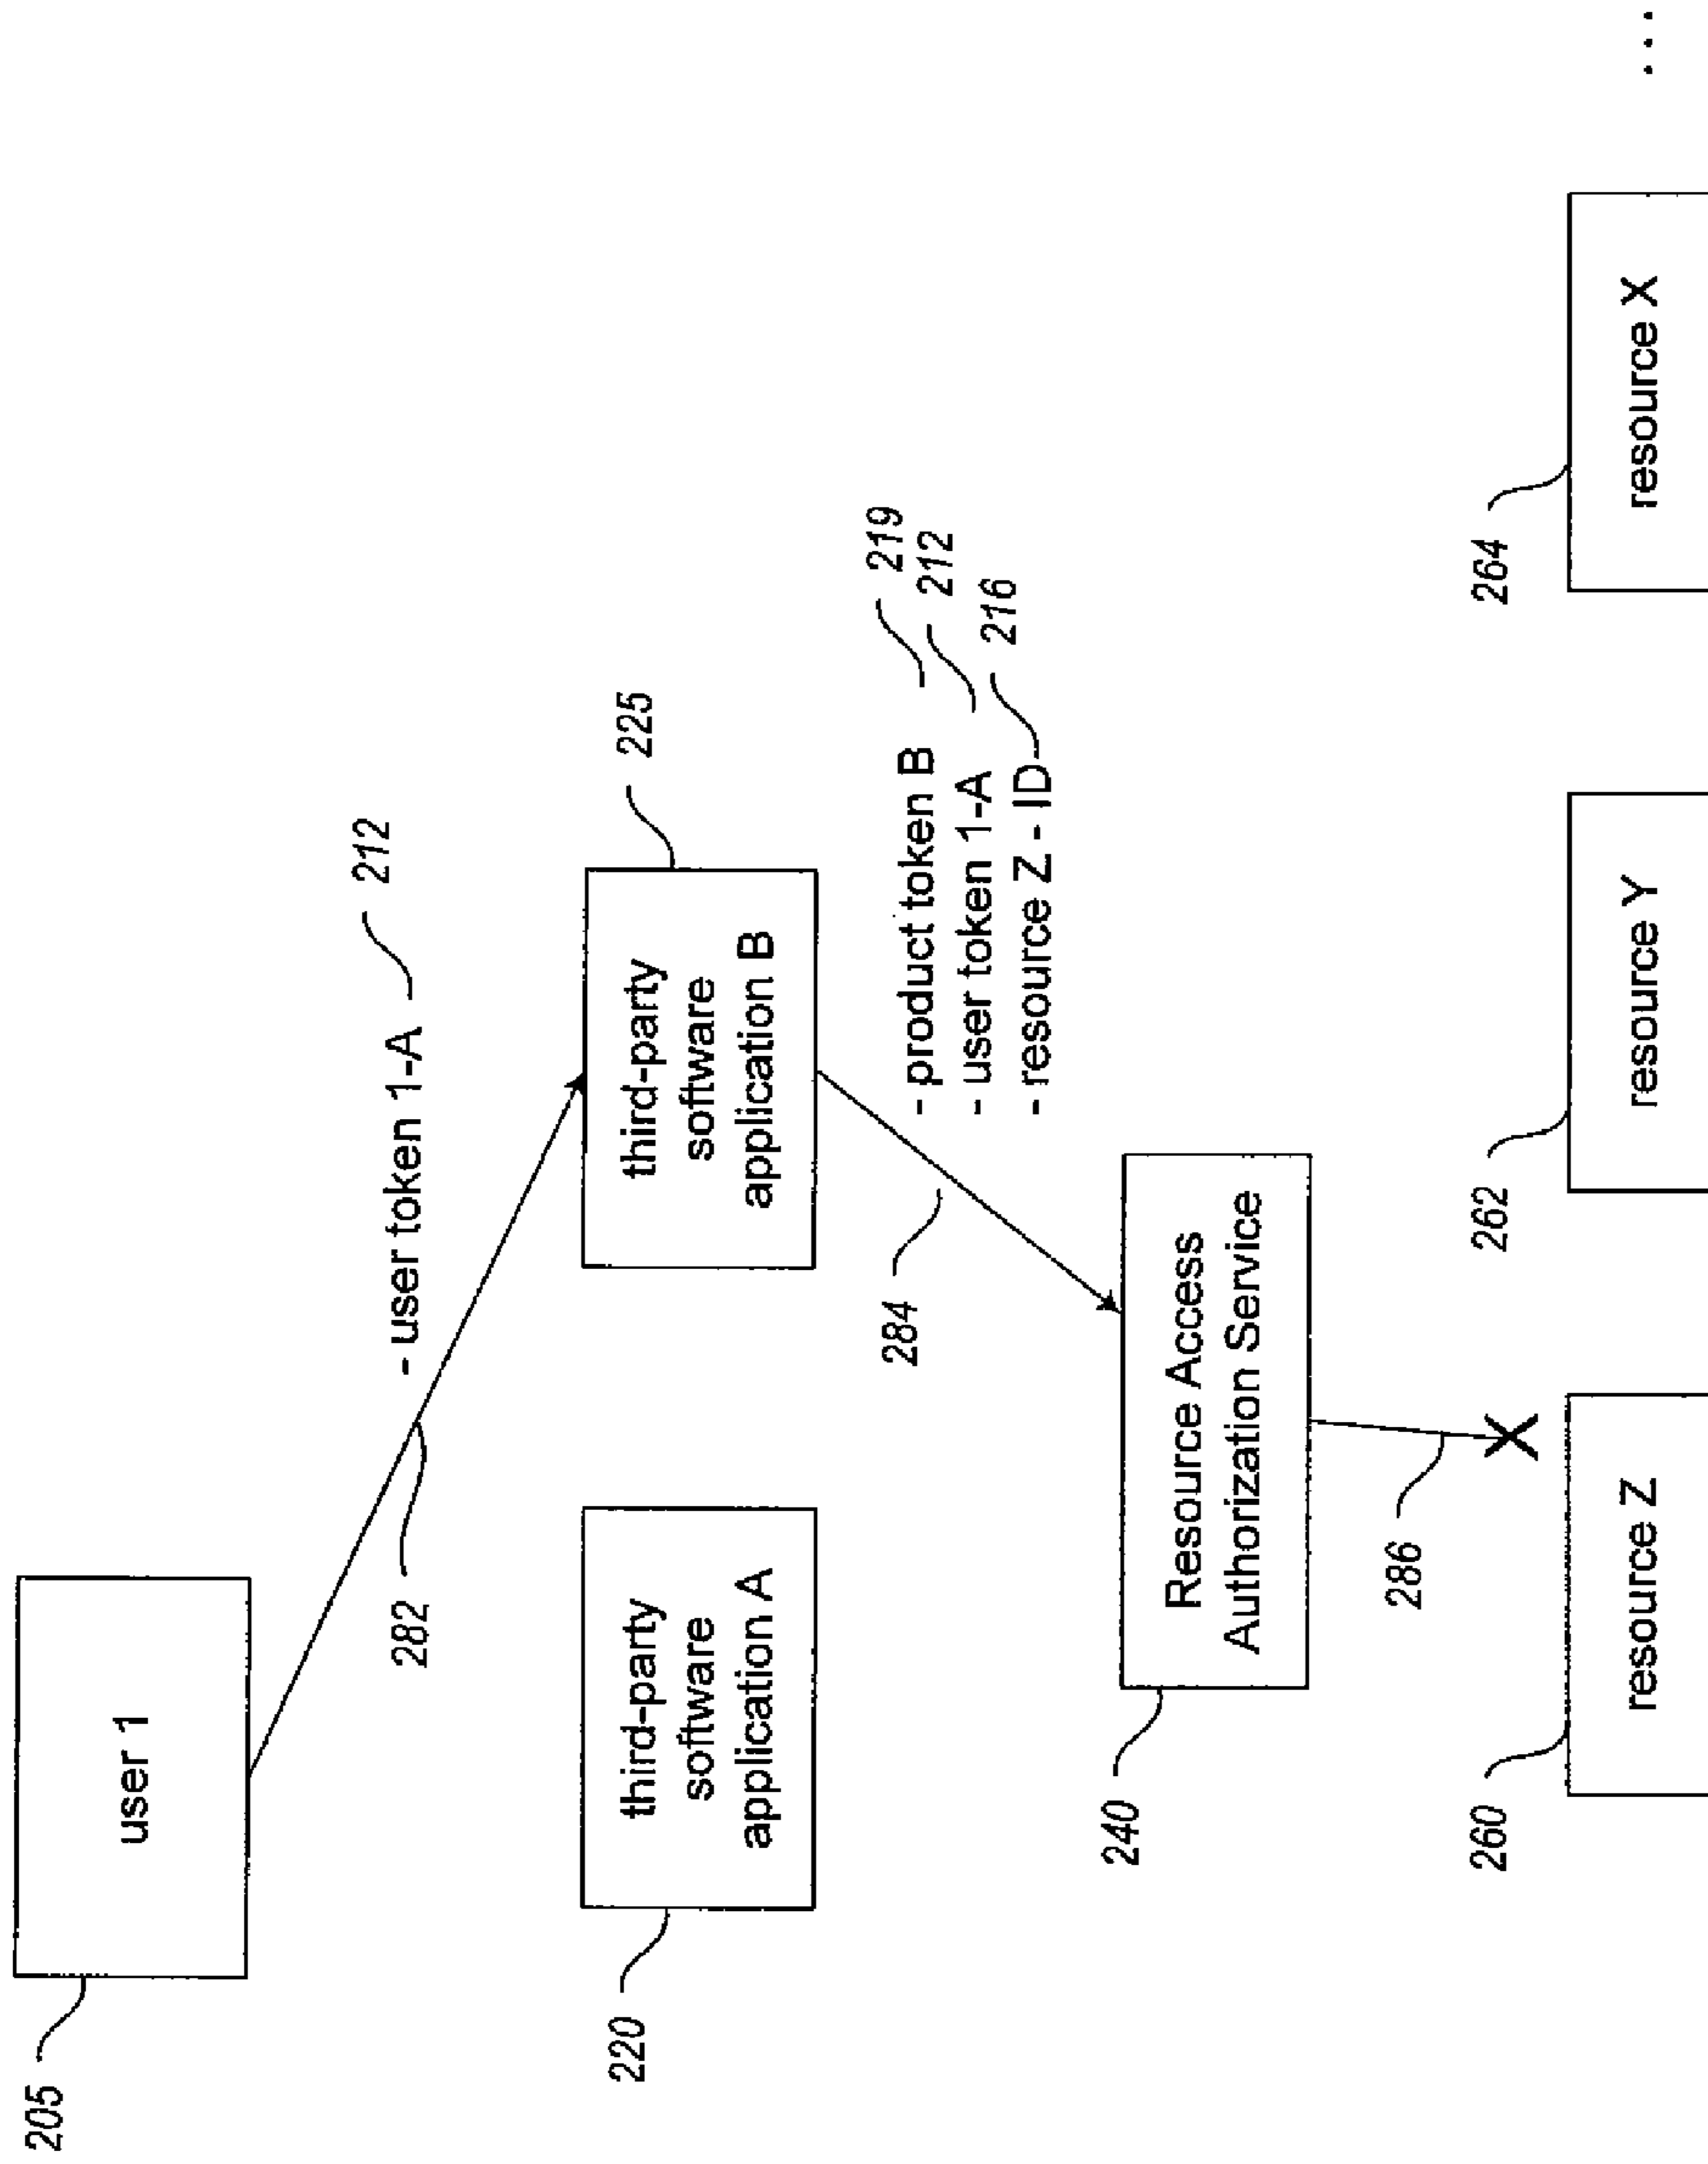 205
user 1
282
- user token 1-A
212
220
third-party
software
application A
third-party
software
application B
225
284
- product token B
219
- user token 1-A
212
- resource Z - ID
216
240
Resource Access
Authorization Service
286
X
260
resource Z
262
resource Y
264
resource X
...